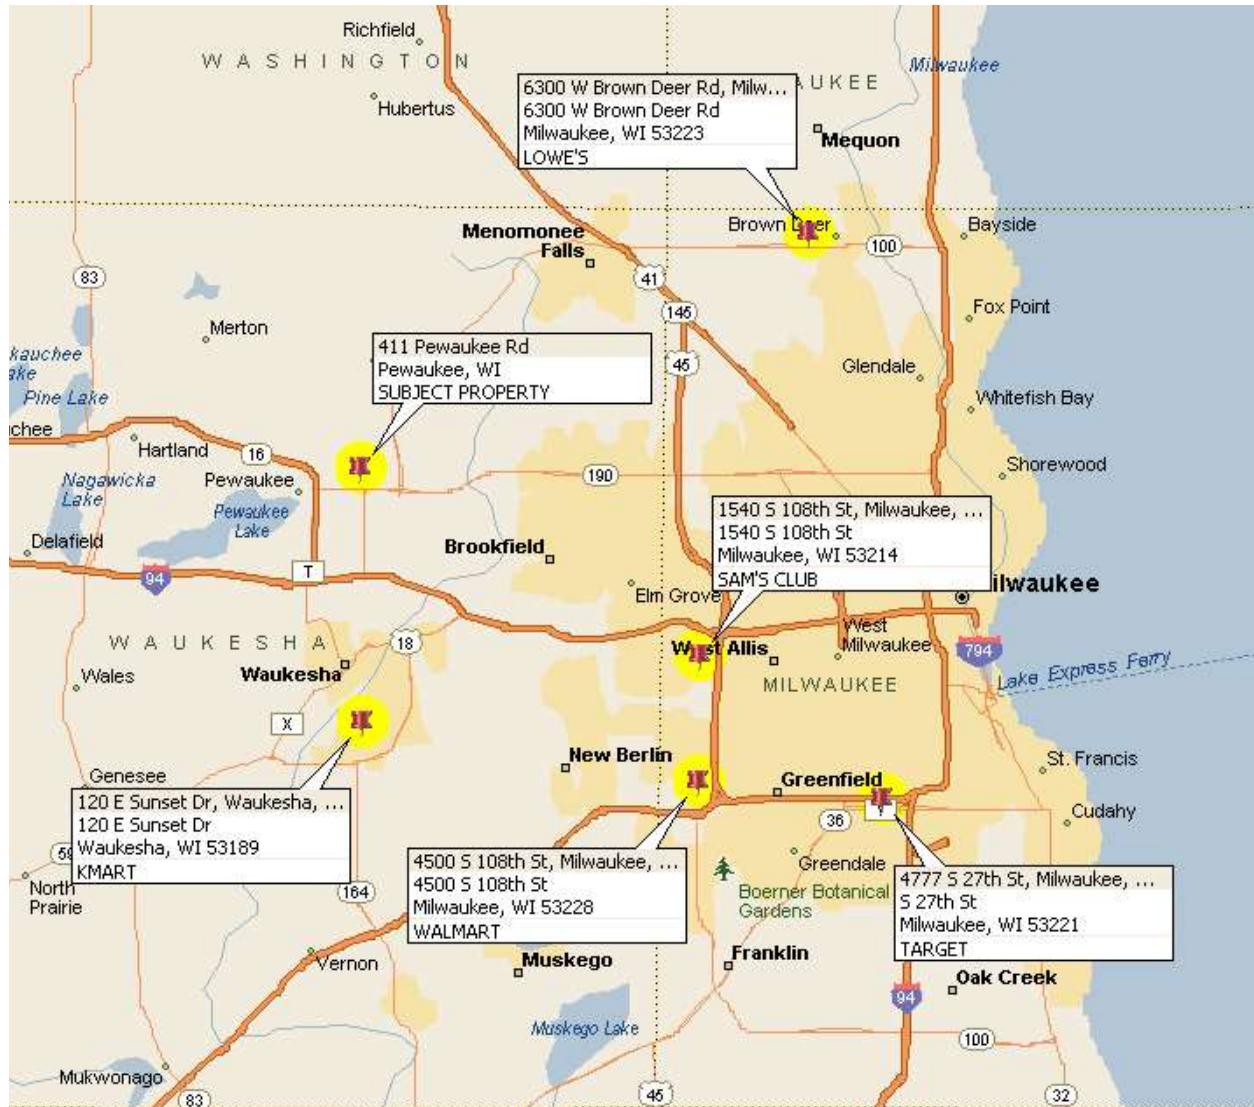 Richfield
WASHINGTON
Hubertus
Milwaukee
6300 W Brown Deer Rd, Milw...
6300 W Brown Deer Rd
Milwaukee, WI 53223
LOWE'S
AUKEE
Mequon
Menomonee
Falls
Brown Deer
100
Bayside
83
41
Merton
145
Fox Point
45
411 Pewaukee Rd
Pewaukee, WI
SUBJECT PROPERTY
kauchee
ake
Pine Lake
chee
Glendale
Whitefish Bay
Hartland
16
190
Shorewood
Nagawicka
Lake
Pewaukee
Pewaukee
Lake
Delafield
94
T
Brookfield
1540 S 108th St, Milwaukee, ...
1540 S 108th St
Milwaukee, WI 53214
SAM'S CLUB
Elm Grove
ilwaukee
WAUKESHA
18
Waukesha
Wales
West Allis
West
Milwaukee
794
MILWAUKEE
Lake Express Ferry
X
New Berlin
Greenfield
St. Francis
Genesee
120 E Sunset Dr, Waukesha, ...
120 E Sunset Dr
Waukesha, WI 53189
KMART
36
Cudahy
59
North
Prairie
164
4500 S 108th St, Milwaukee, ...
4500 S 108th St
Milwaukee, WI 53228
WALMART
Greendale
Boerner Botanical
Gardens
4777 S 27th St, Milwaukee, ...
S 27th St
Milwaukee, WI 53221
TARGET
Vernon
Muskego
Franklin
Oak Creek
94
Muskego Lake
100
Mukwonago
83
45
32